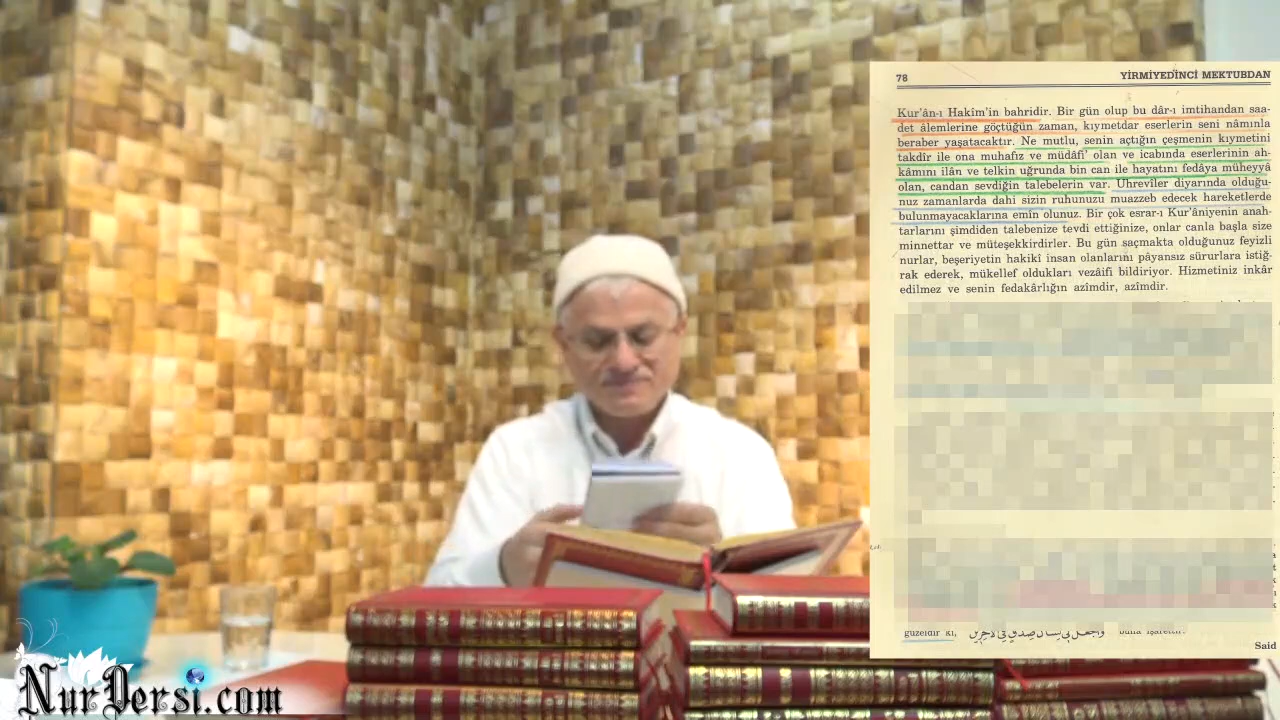 78
YİRMİYEDİNCİ MEKTUBDAN
Kur'ân-ı Hakîm'in bahridir. Bir gün olup bu dâr-ı imtihandan saa-
det âlemlerine göçtüğün zaman, kıymetdar eserlerin seni nâmınla
beraber yaşatacaktır. Ne mutlu, senin açtığın çeşmenin kıymetini
takdîr ile ona muhafız ve müdâfi' olan ve icabında eserlerinin ah-
kâmını ilân ve telkin uğrunda bin can ile hayatını fedâya müheyyâ
olan, candan sevdiğin talebelerin var. Uhrevîler diyarında olduğu-
nuz zamanlarda dahi sizin ruhunuzu muazzeb edecek hareketlerde
bulunmayacaklarına emin olunuz. Bir çok esrar-ı Kur'âniyenin anah-
tarlarını şimdiden talebenize tevdi ettiğinize, onlar canla başla size
minnettar ve müteşekkirdirler. Bu gün saçmakta olduğunuz feyizli
nurlar, beşeriyetin hakiki insan olanlarını pâyansız sürurlara istiğ-
rak ederek, mükellef oldukları vezâifi bildiriyor. Hizmetiniz inkâr
edilmez ve senin fedakârlığın azîmdir, azîmdir.
güzeldir ki, buna işarettir.
Said
NurDersi.com